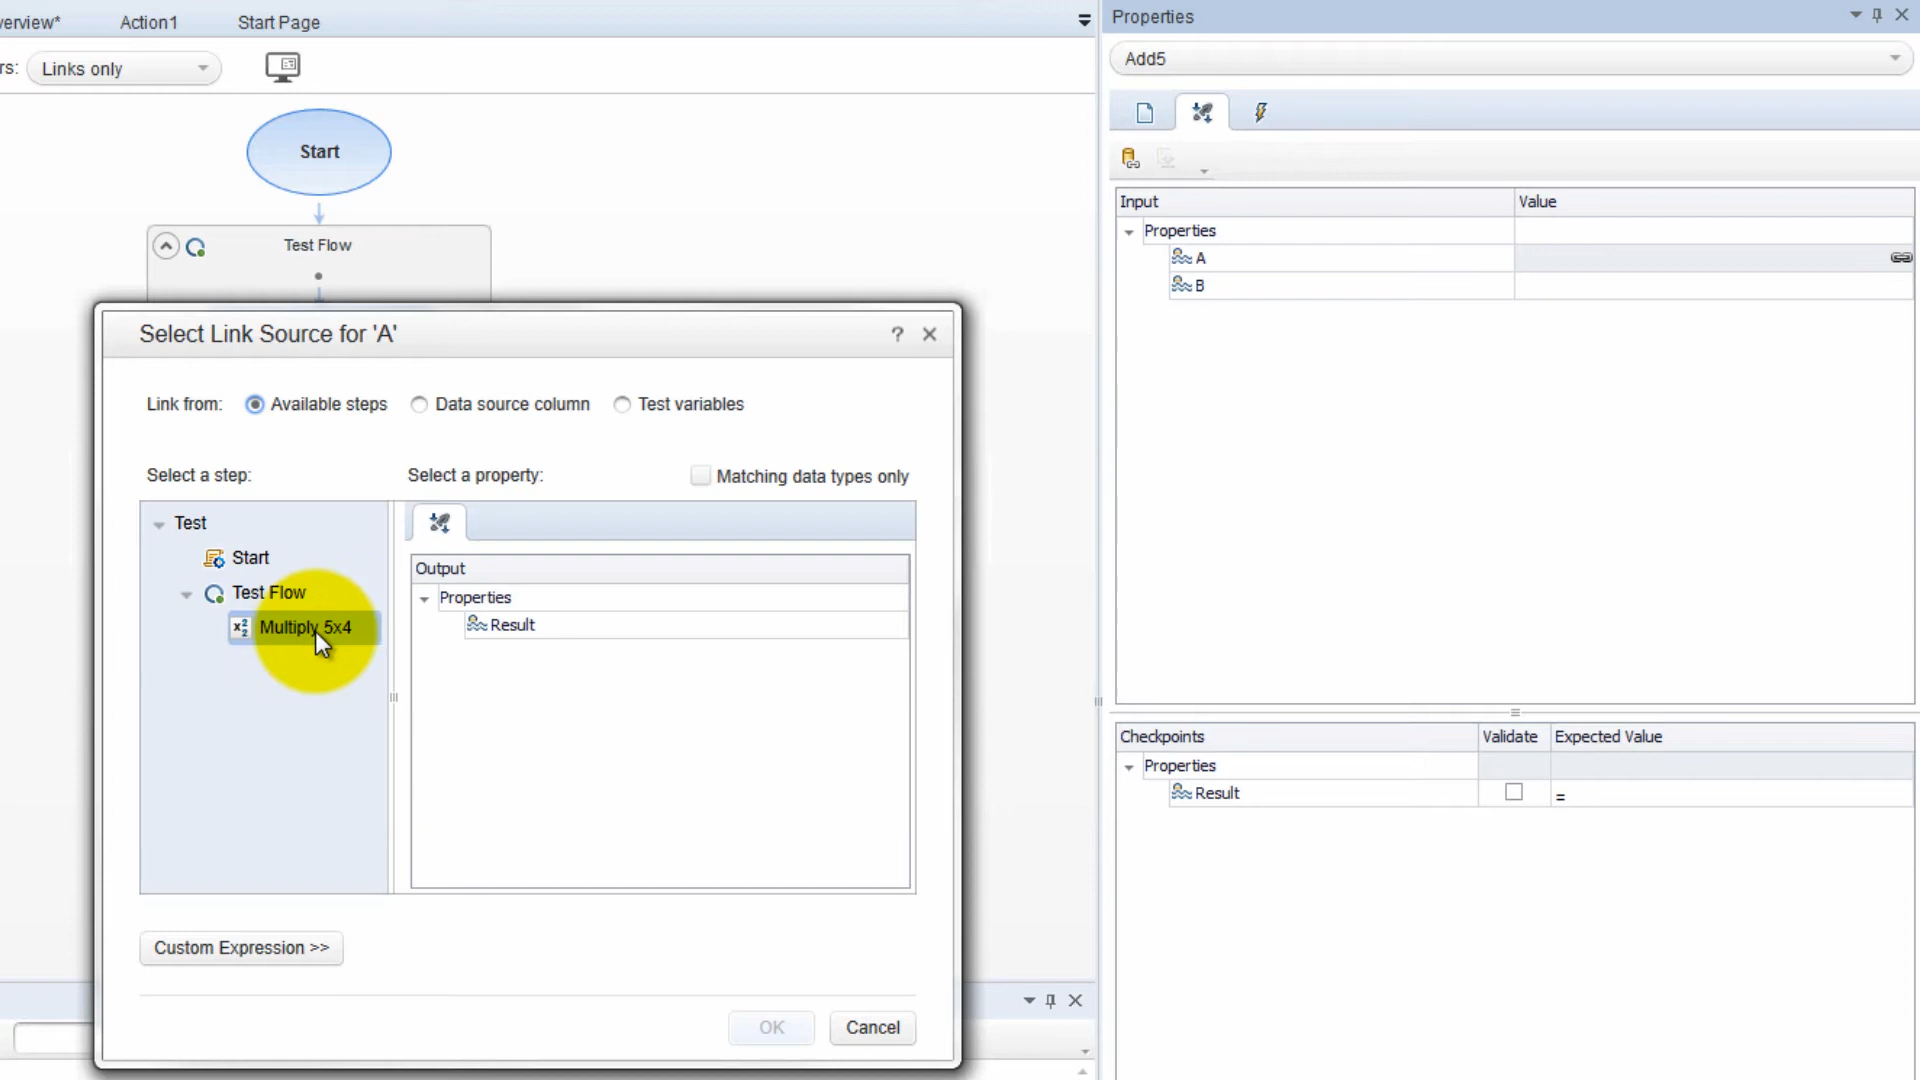 erview*
Action1
Start Page
Properties
rs:
Links only
Add5
Start
Input
Value
Properties
A
B
Test Flow
Select Link Source for 'A'
?
Link from:
Available steps
Data source column
Test variables
Select a step:
Select a property:
Matching data types only
Test
Start
Test Flow
Multiply 5x4
Output
Properties
Result
Custom Expression >>
OK
Cancel
Checkpoints
Validate
Expected Value
Properties
Result
=